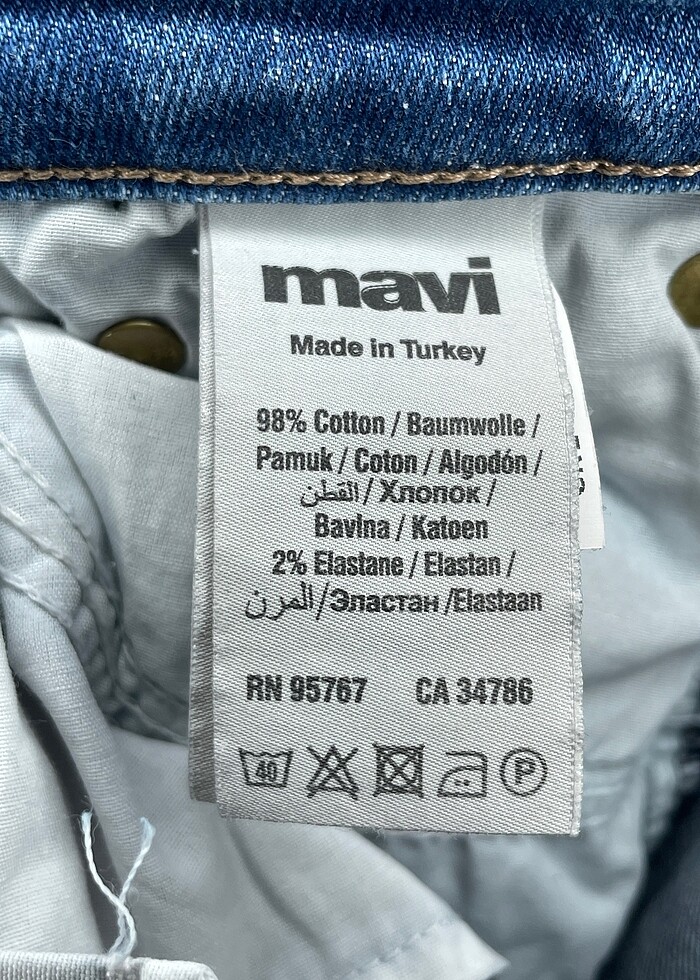 mavi
Made in Turkey
98% Cotton / Baumwolle /
Pamuk / Coton / Algodón /
القطن / Хлопок /
Bavlna / Katoen
2% Elastane / Elastan /
المرن/Эластан /Elastaan
RN 95767 CA 34786
40 P